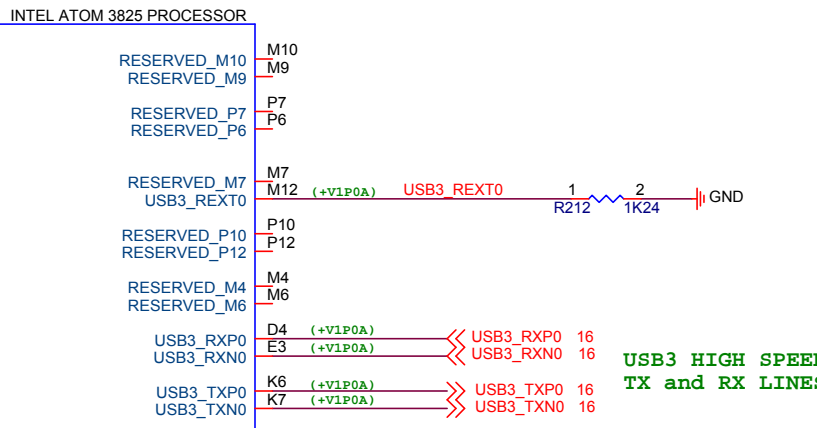 INTEL ATOM 3825 PROCESSOR
RESERVED_M10 M10
RESERVED_M9 M9
RESERVED_P7 P7
RESERVED_P6 P6
RESERVED_M7 M7
USB3_REXT0 M12 (+V1P0A) USB3_REXT0 1 2 GND
R212 1K24
RESERVED_P10 P10
RESERVED_P12 P12
RESERVED_M4 M4
RESERVED_M6 M6
USB3_RXP0 D4 (+V1P0A) USB3_RXP0 16
USB3_RXN0 E3 (+V1P0A) USB3_RXN0 16
USB3 HIGH SPEED
TX and RX LINES
USB3_TXP0 K6 (+V1P0A) USB3_TXP0 16
USB3_TXN0 K7 (+V1P0A) USB3_TXN0 16